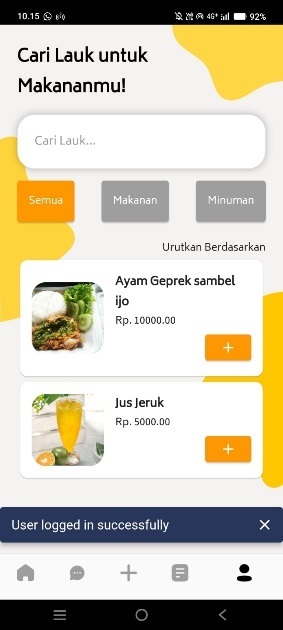 10.15 4G+ 92%
Cari Lauk untuk
Makananmu!
Cari Lauk...
Semua Makanan Minuman
Urutkan Berdasarkan
Ayam Geprek sambel
ijo
Rp. 10000.00
+
Jus Jeruk
Rp. 5000.00
+
User logged in successfully